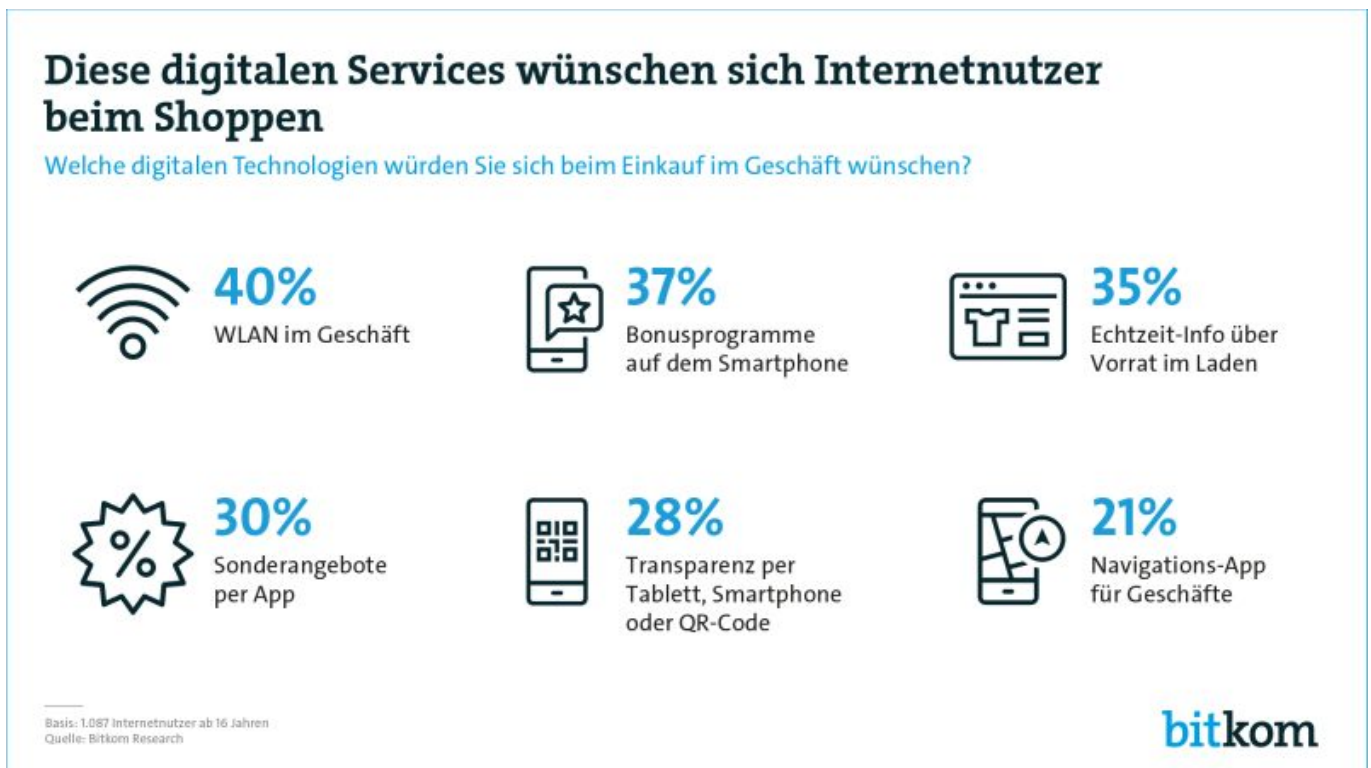 Diese digitalen Services wünschen sich Internetnutzer
beim Shoppen
Welche digitalen Technologien würden Sie sich beim Einkauf im Geschäft wünschen?
40%
WLAN im Geschäft
37%
Bonusprogramme
auf dem Smartphone
35%
Echtzeit-Info über
Vorrat im Laden
30%
Sonderangebote
per App
28%
Transparenz per
Tablett, Smartphone
oder QR-Code
21%
Navigations-App
für Geschäfte
Basis: 1.087 Internetnutzer ab 16 Jahren
Quelle: Bitkom Research
bitkom